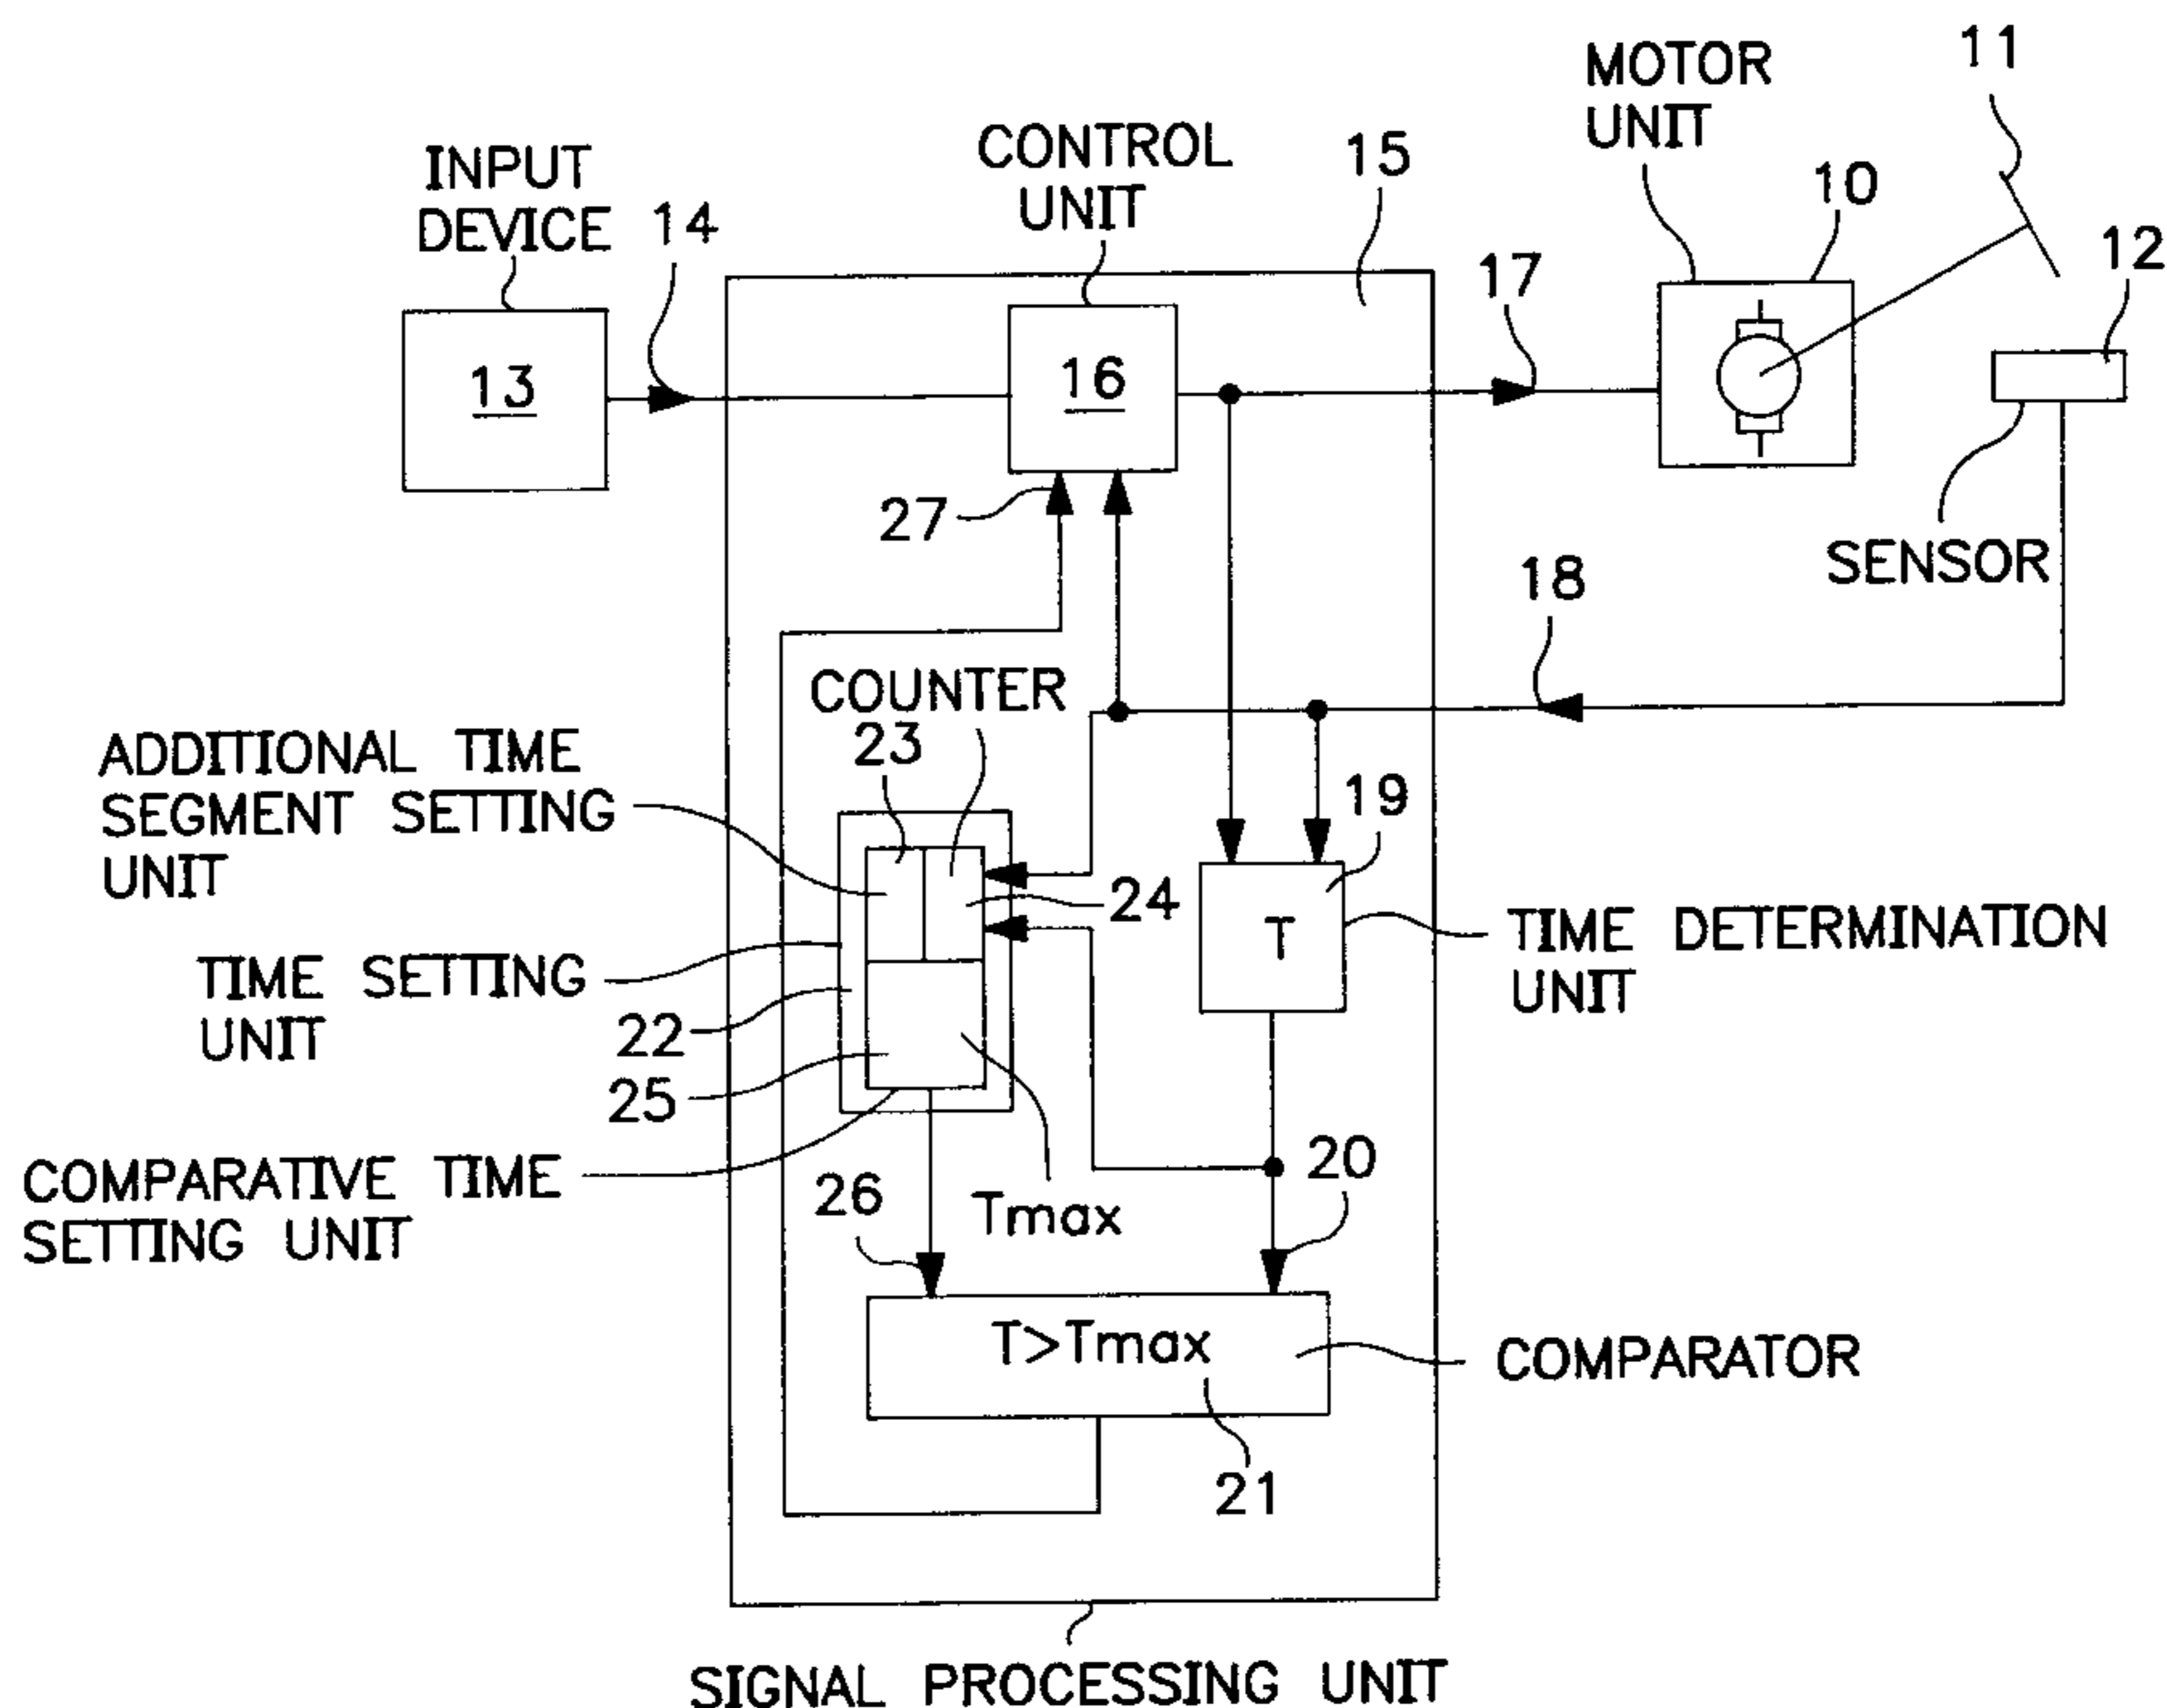 11
MOTOR
UNIT
10
CONTROL
UNIT
15
INPUT
DEVICE
14
12
17
13
16
27
SENSOR
18
COUNTER
23
ADDITIONAL TIME
SEGMENT SETTING
UNIT
19
24
T
TIME DETERMINATION
UNIT
TIME SETTING
UNIT
22
25
20
COMPARATIVE TIME
SETTING UNIT
26
Tmax
T>Tmax
COMPARATOR
21
SIGNAL PROCESSING UNIT